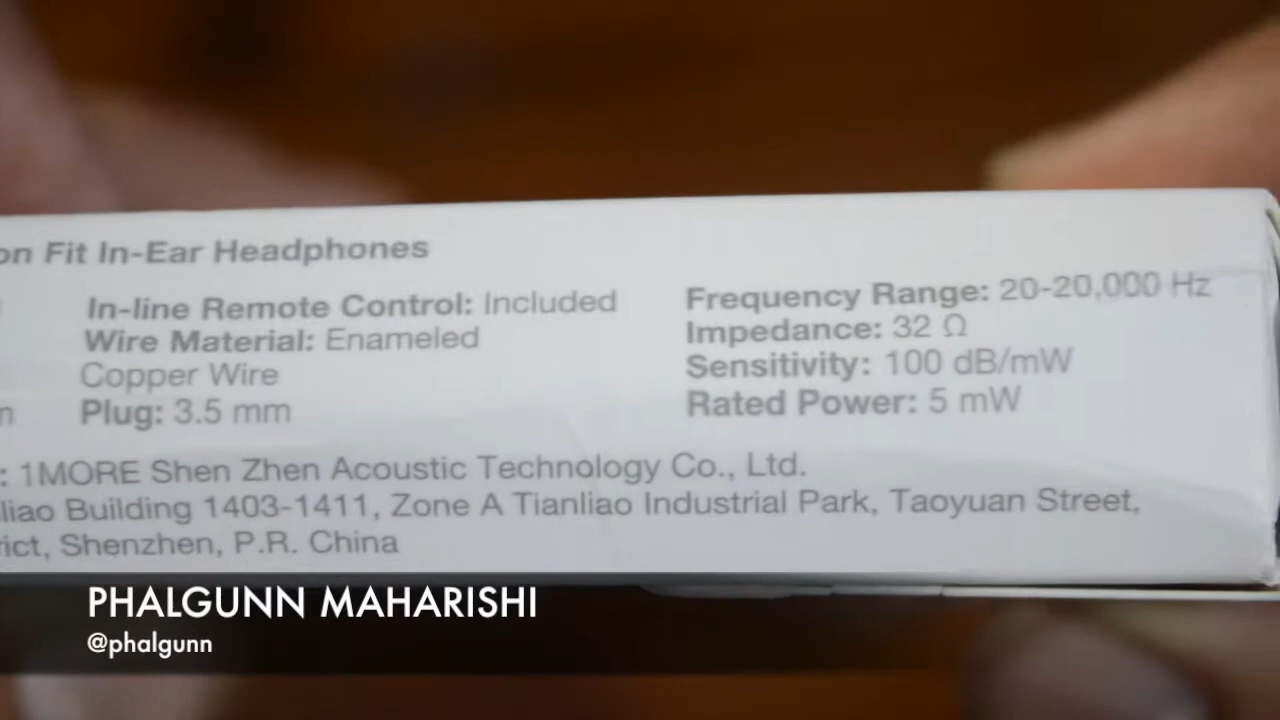 on Fit In-Ear Headphones
In-line Remote Control: Included
Wire Material: Enameled
Copper Wire
Plug: 3.5 mm
Frequency Range: 20-20,000 Hz
Impedance: 32 Ω
Sensitivity: 100 dB/mW
Rated Power: 5 mW
: 1MORE Shen Zhen Acoustic Technology Co., Ltd.
liao Building 1403-1411, Zone A Tianliao Industrial Park, Taoyuan Street,
rict, Shenzhen, P.R. China
PHALGUNN MAHARISHI
@phalgunn